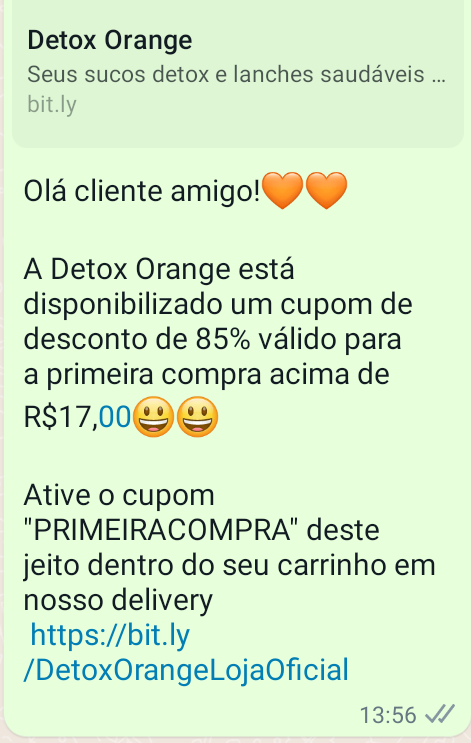 Detox Orange
Seus sucos detox e lanches saudáveis ...
bit.ly
Olá cliente amigo!🧡🧡
A Detox Orange está
disponibilizado um cupom de
desconto de 85% válido para
a primeira compra acima de
R$17,00😃😃
Ative o cupom
"PRIMEIRACOMPRA" deste
jeito dentro do seu carrinho em
nosso delivery
https://bit.ly
/DetoxOrangeLojaOficial
13:56